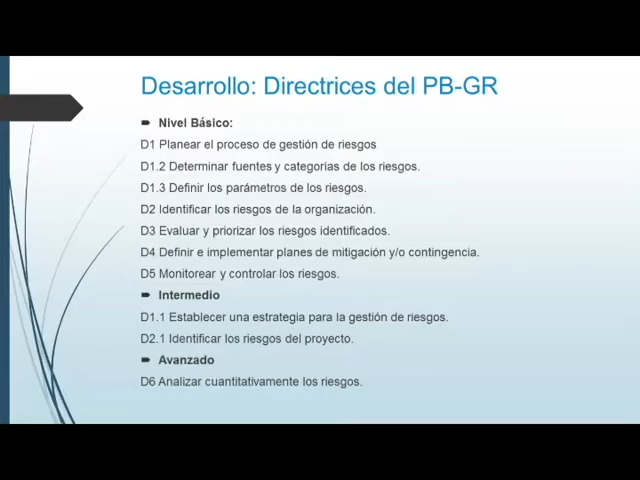 Desarrollo: Directrices del PB-GR
Nivel Básico:
D1 Planear el proceso de gestión de riesgos
D1.2 Determinar fuentes y categorías de los riesgos.
D1.3 Definir los parámetros de los riesgos.
D2 Identificar los riesgos de la organización.
D3 Evaluar y priorizar los riesgos identificados.
D4 Definir e implementar planes de mitigación y/o contingencia.
D5 Monitorear y controlar los riesgos.
Intermedio
D1.1 Establecer una estrategia para la gestión de riesgos.
D2.1 Identificar los riesgos del proyecto.
Avanzado
D6 Analizar cuantitativamente los riesgos.